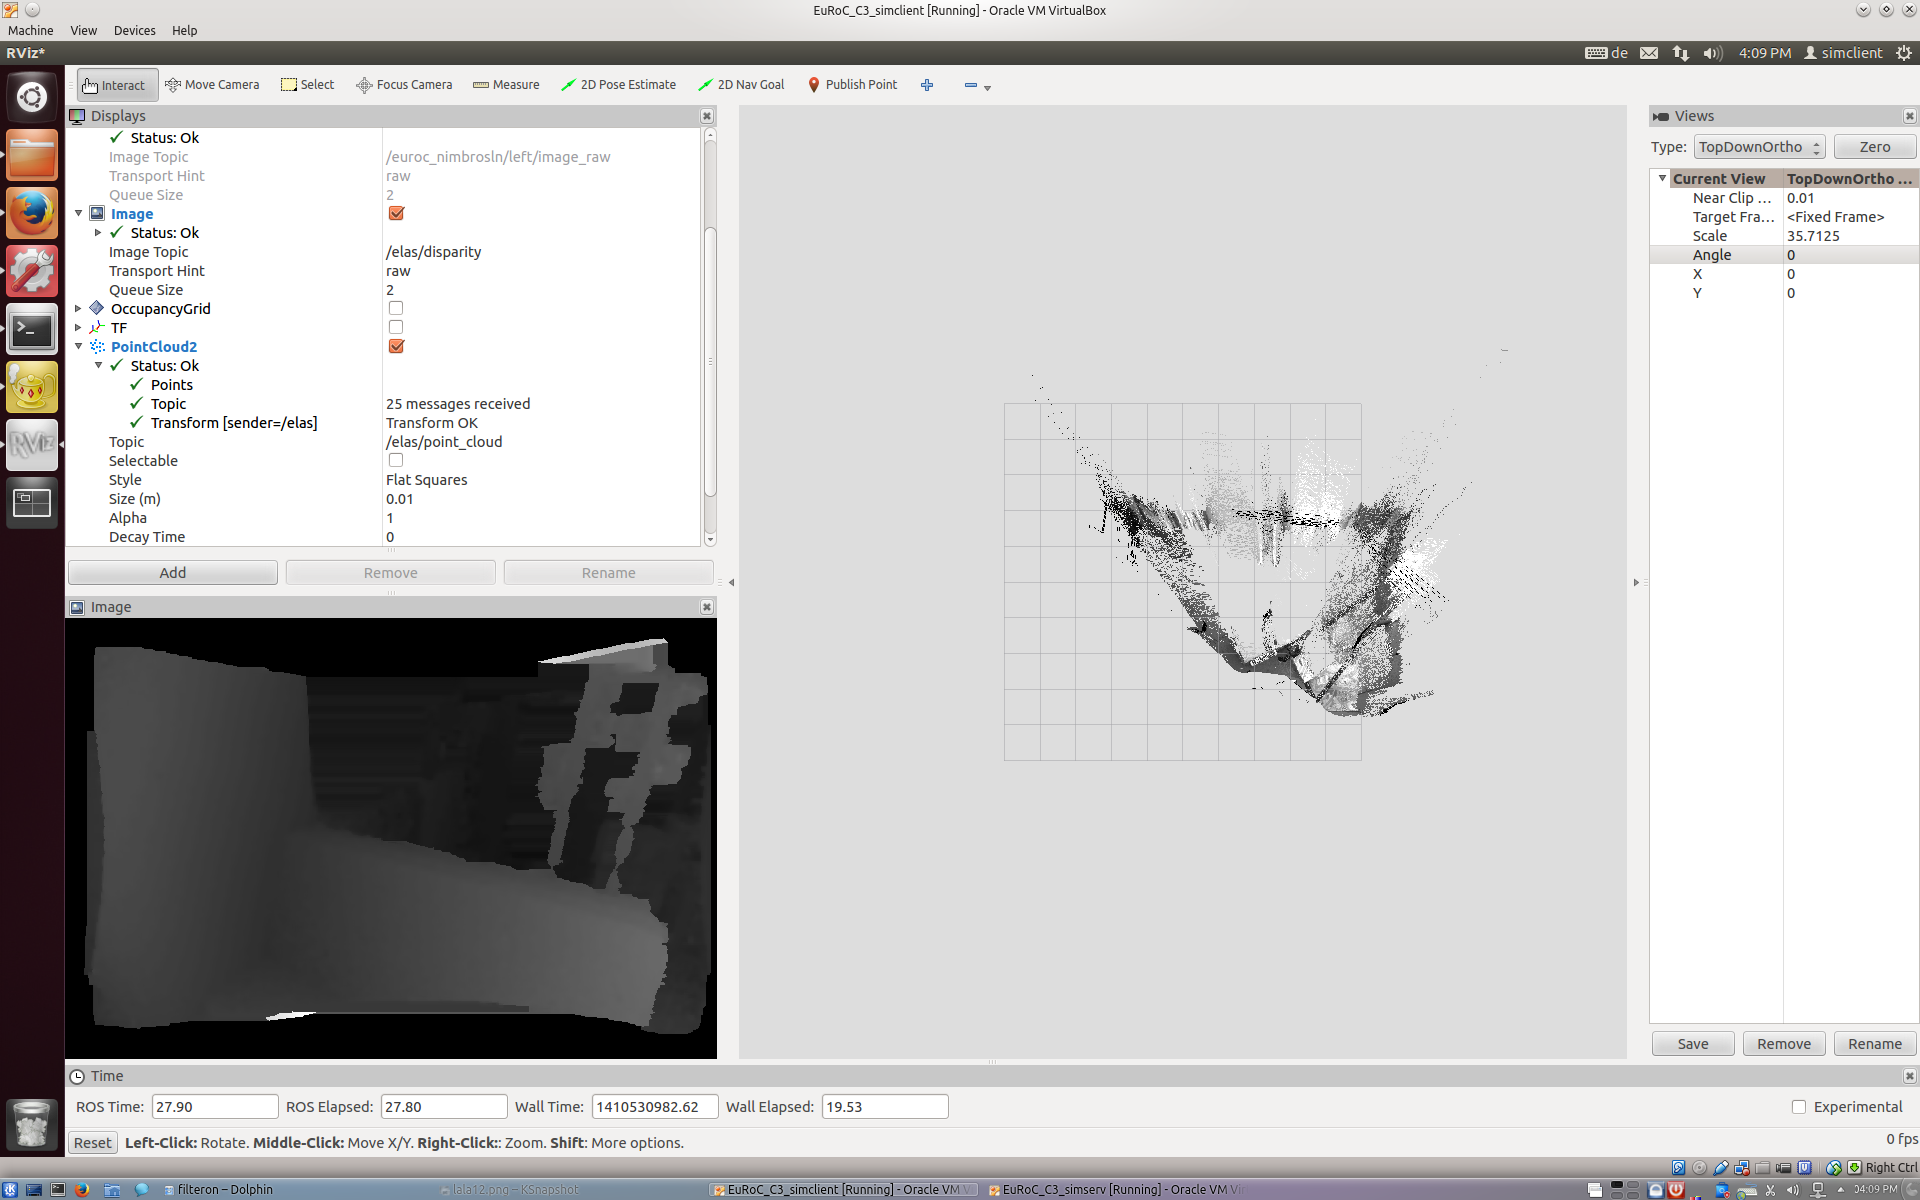 EuRoC_C3_simclient [Running] - Oracle VM VirtualBox
Machine View Devices Help
RViz* de 4:09 PM simclient
Interact Move Camera Select Focus Camera Measure 2D Pose Estimate 2D Nav Goal Publish Point
Displays
Status: Ok
Image Topic /euroc_nimbrosln/left/image_raw
Transport Hint raw
Queue Size 2
Image
Status: Ok
Image Topic /elas/disparity
Transport Hint raw
Queue Size 2
OccupancyGrid
TF
PointCloud2
Status: Ok
Points
Topic 25 messages received
Transform [sender=/elas] Transform OK
Topic /elas/point_cloud
Selectable
Style Flat Squares
Size (m) 0.01
Alpha 1
Decay Time 0
Add Remove Rename
Image
Views
Type: TopDownOrtho Zero
Current View TopDownOrtho ...
Near Clip ... 0.01
Target Fra... <Fixed Frame>
Scale 35.7125
Angle 0
X 0
Y 0
Save Remove Rename
Time
ROS Time: 27.90 ROS Elapsed: 27.80 Wall Time: 1410530982.62 Wall Elapsed: 19.53 Experimental
Reset Left-Click: Rotate. Middle-Click: Move X/Y. Right-Click:: Zoom. Shift: More options. 0 fps
Right Ctrl
filteron – Dolphin lala12.png – KSnapshot EuRoC_C3_simclient [Running] - Oracle VM V EuRoC_C3_simserv [Running] - Oracle VM Vir 04:09 PM